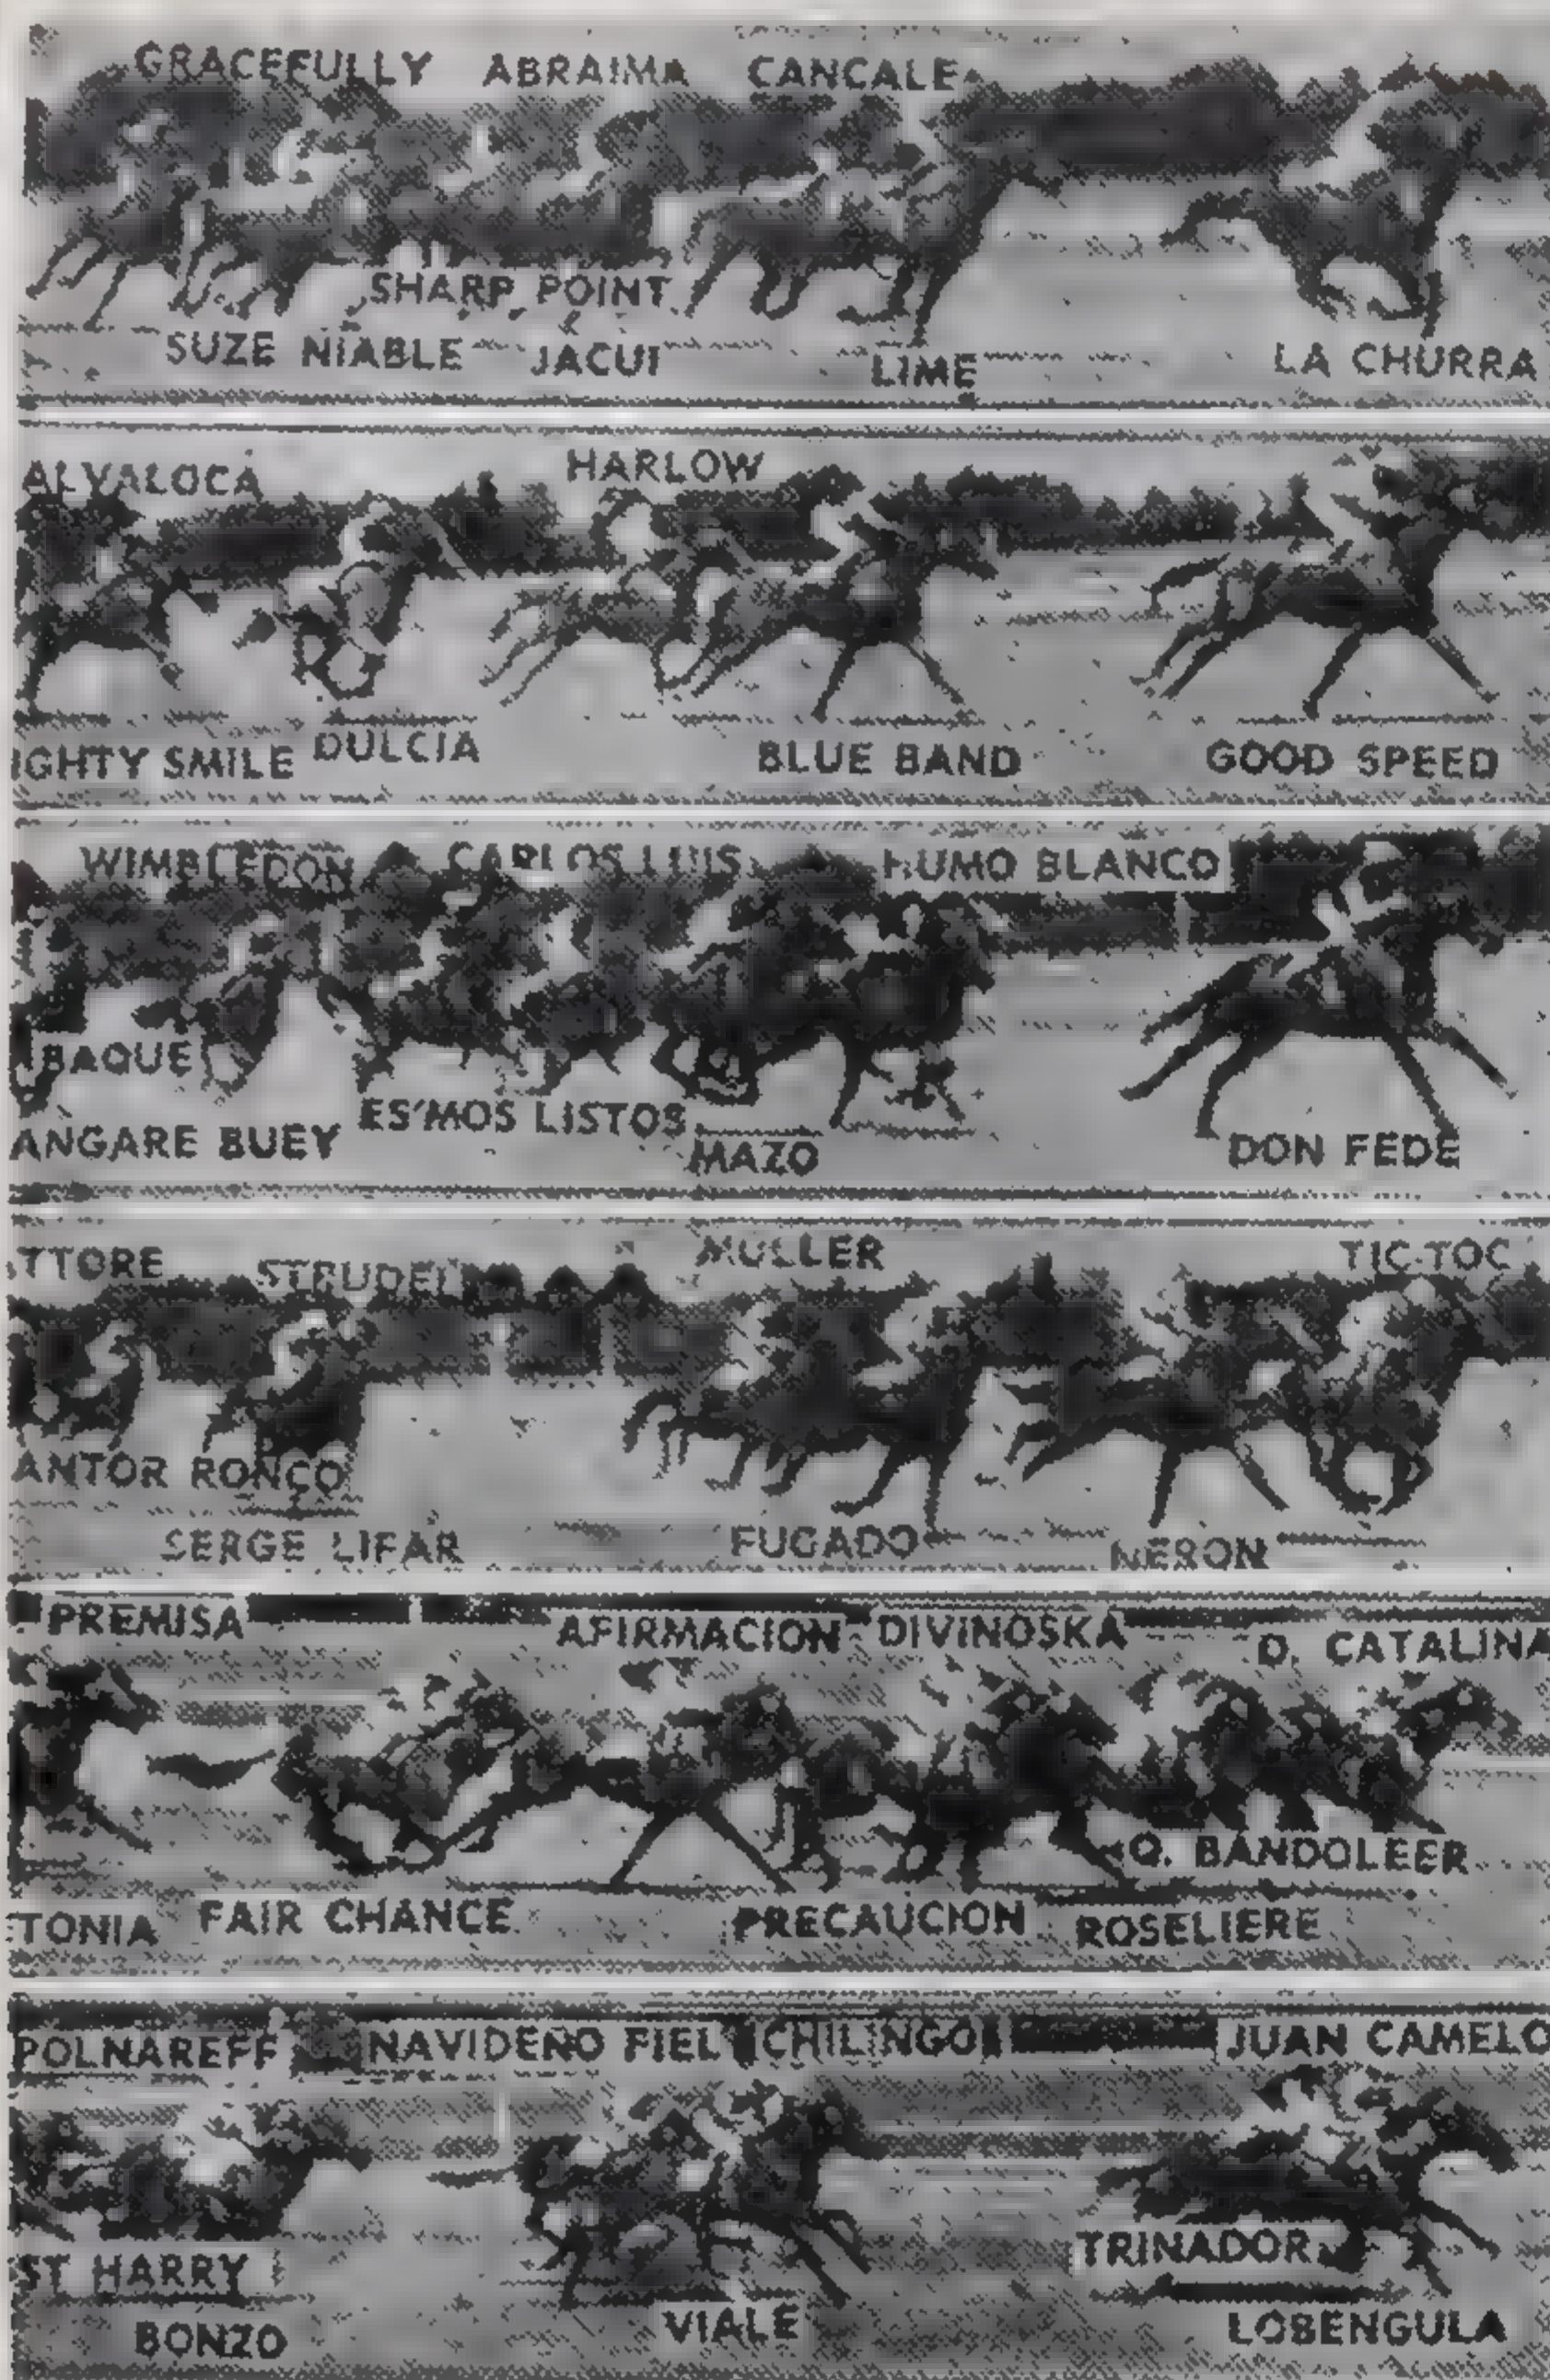 GRACEFULLY ABRAIMA CANCALE
SHARP POINT
SUZE NIABLE JACUI LIME LA CHURRA
ALVALOCA HARLOW
IGHTY SMILE DULCIA BLUE BAND GOOD SPEED
WIMBLEDON CARLOS LUIS HUMO BLANCO
BAQUE
ANGARE BUEY ES'MOS LISTOS MAZO DON FEDE
TTORE STRUDEL MULLER TIC-TOC
ANTOR RONCO
SERGE LIFAR FUGADO NERON
PREMISA AFIRMACION DIVINOSKA D. CATALINA
Q. BANDOLEER
TONIA FAIR CHANCE PRECAUCION ROSELIERE
POLNAREFF NAVIDEÑO FIEL CHILINGO JUAN CAMELO
ST HARRY TRINADOR
BONZO VIALE LOBENGULA